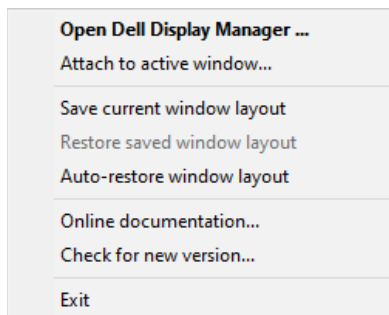 Open Dell Display Manager ...
Attach to active window...
Save current window layout
Restore saved window layout
Auto-restore window layout
Online documentation...
Check for new version...
Exit